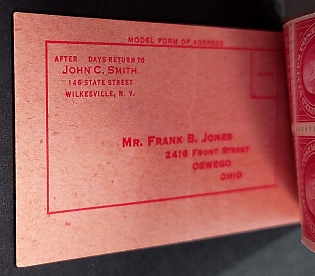 MODEL FORM OF ADDRESS
AFTER DAYS RETURN TO
JOHN C. SMITH
146 STATE STREET
WILKESVILLE, N. Y.
MR. FRANK B. JONES
2416 FRONT STREET
OSWEGO
OHIO